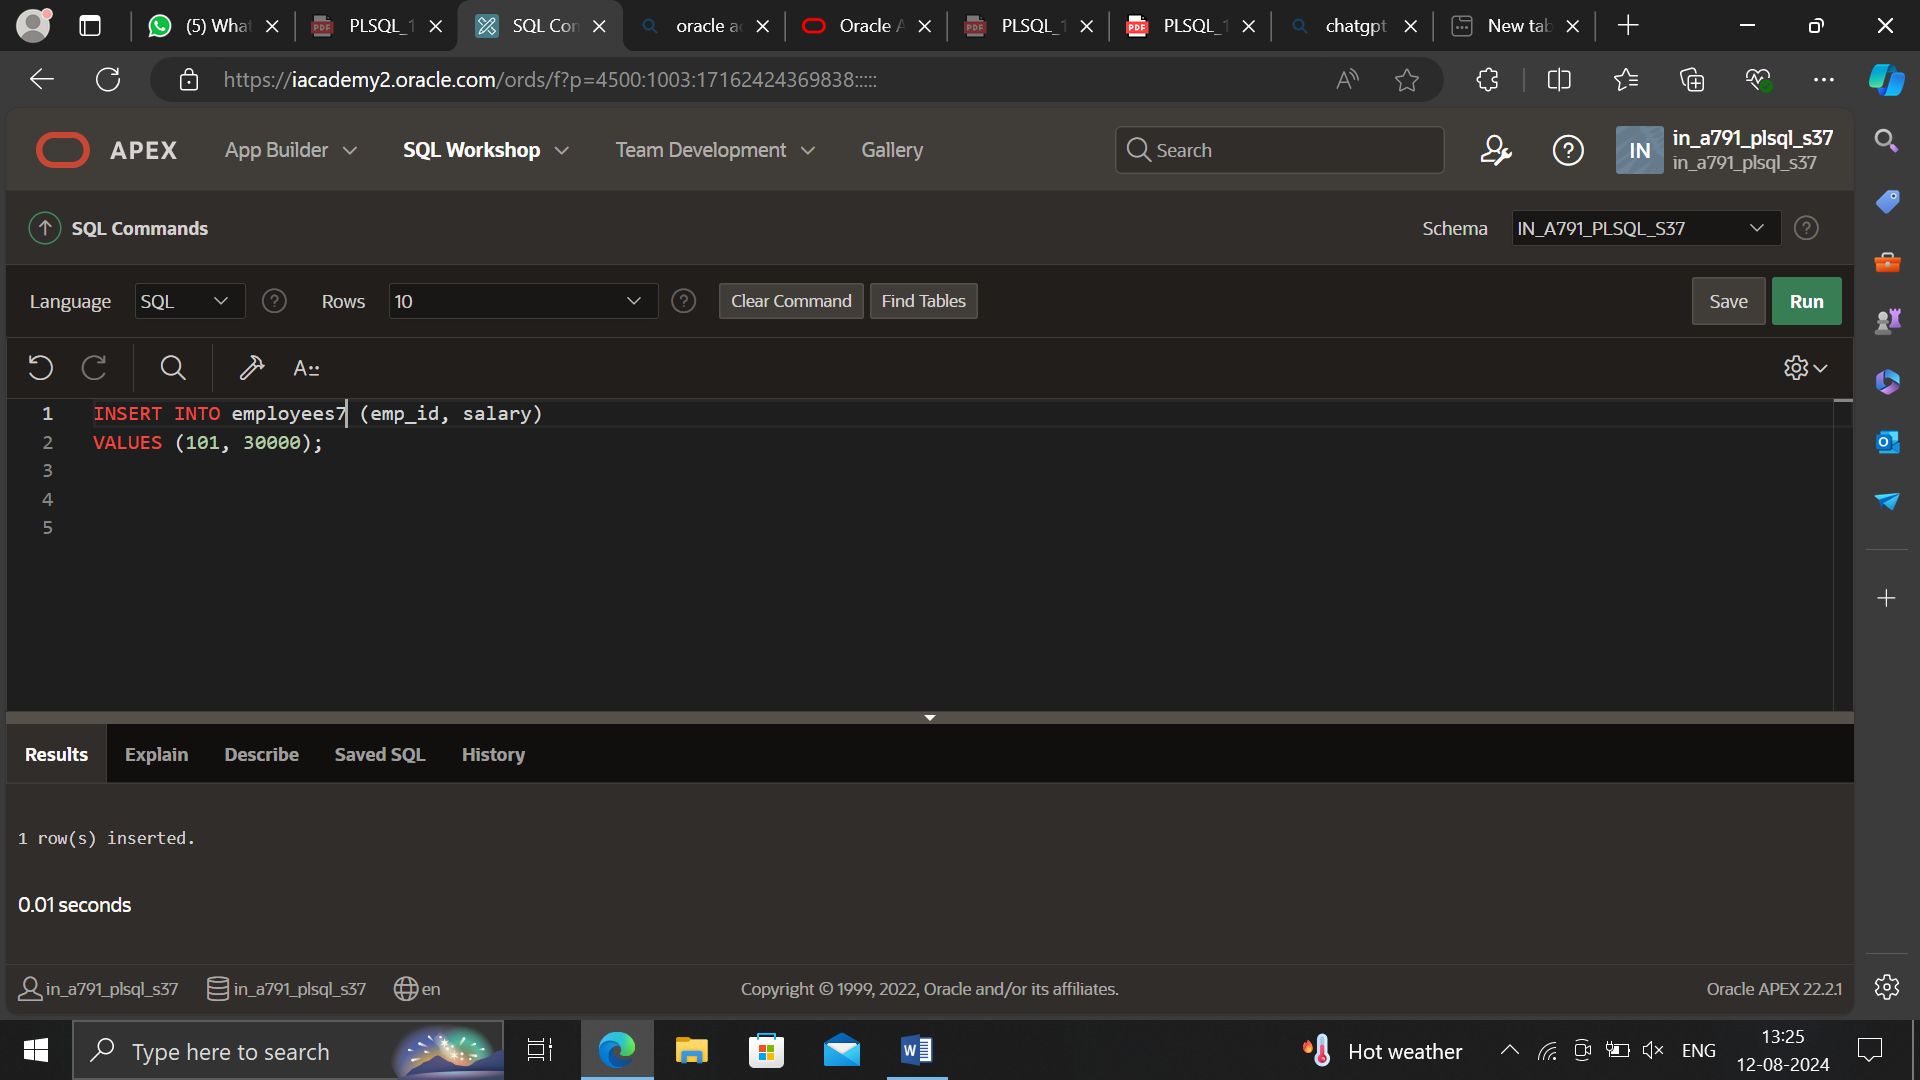 (5) What
PLSQL_1
SQL Con
oracle ac
Oracle A
PLSQL_1
PLSQL_1
chatgpt
New tab
https://iacademy2.oracle.com/ords/f?p=4500:1003:17162424369838:::::
APEX
App Builder
SQL Workshop
Team Development
Gallery
Search
IN
in_a791_plsql_s37
in_a791_plsql_s37
SQL Commands
Schema
IN_A791_PLSQL_S37
Language
SQL
Rows
10
Clear Command
Find Tables
Save
Run
1 INSERT INTO employees7 (emp_id, salary)
2 VALUES (101, 30000);
3
4
5
Results
Explain
Describe
Saved SQL
History
1 row(s) inserted.
0.01 seconds
in_a791_plsql_s37
in_a791_plsql_s37
en
Copyright © 1999, 2022, Oracle and/or its affiliates.
Oracle APEX 22.2.1
Type here to search
Hot weather
ENG
13:25
12-08-2024